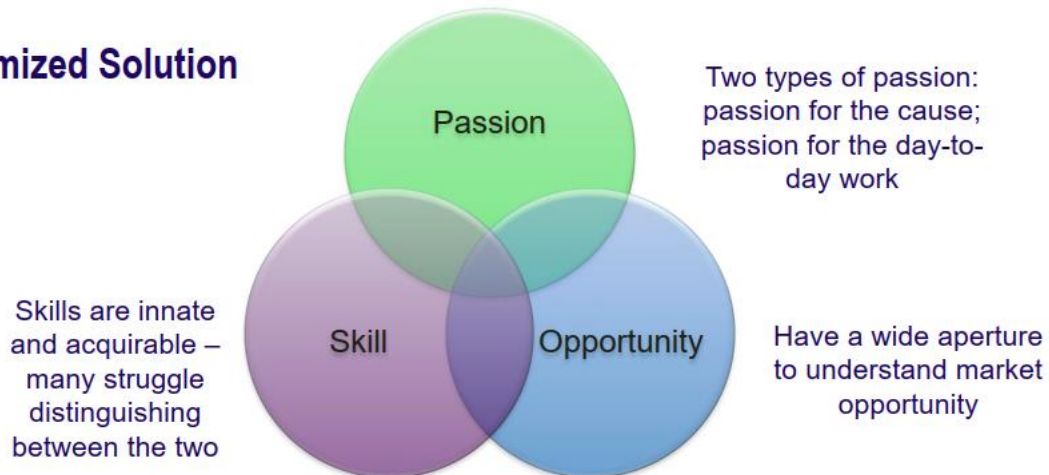 mized Solution
Passion
Two types of passion:
passion for the cause;
passion for the day-to-
day work
Skills are innate
and acquirable –
many struggle
distinguishing
between the two
Skill
Opportunity
Have a wide aperture
to understand market
opportunity